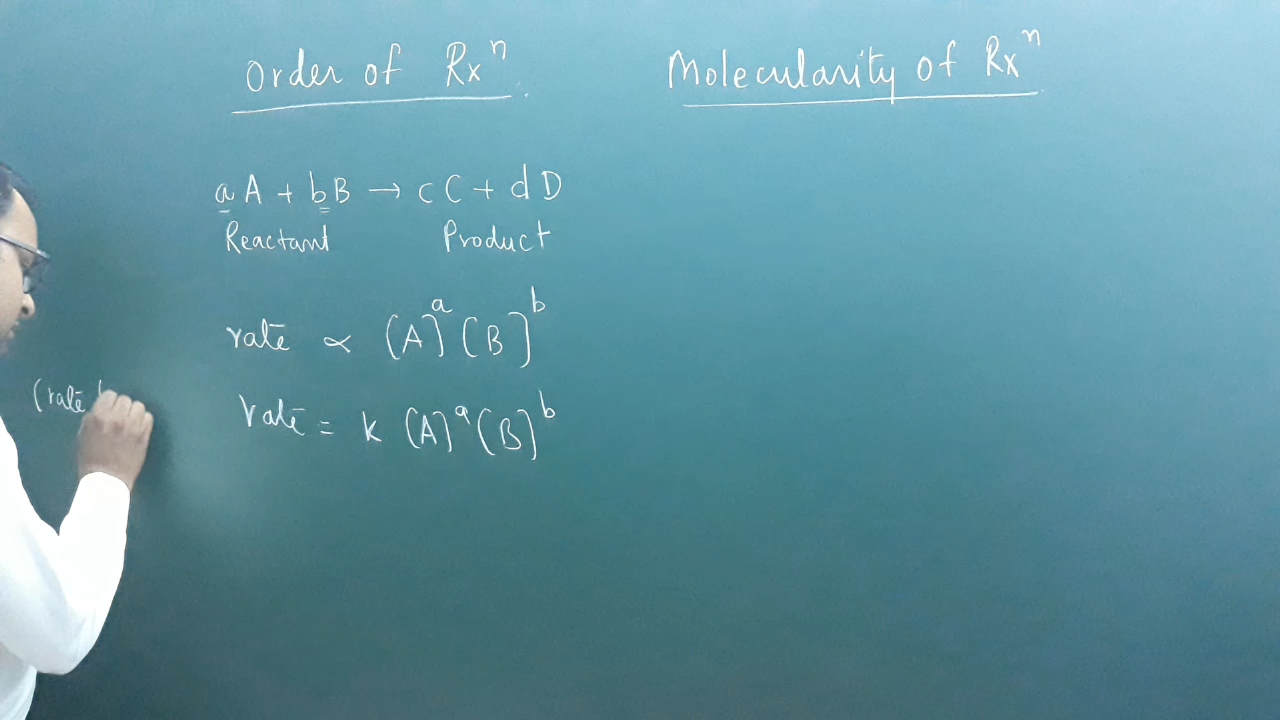 Order of Rxⁿ
Molecularity of Rxⁿ
aA + bB → cC + dD
Reactant Product
rate ∝ [A]ᵃ [B]ᵇ
rate = k [A]ᵃ [B]ᵇ
(rate